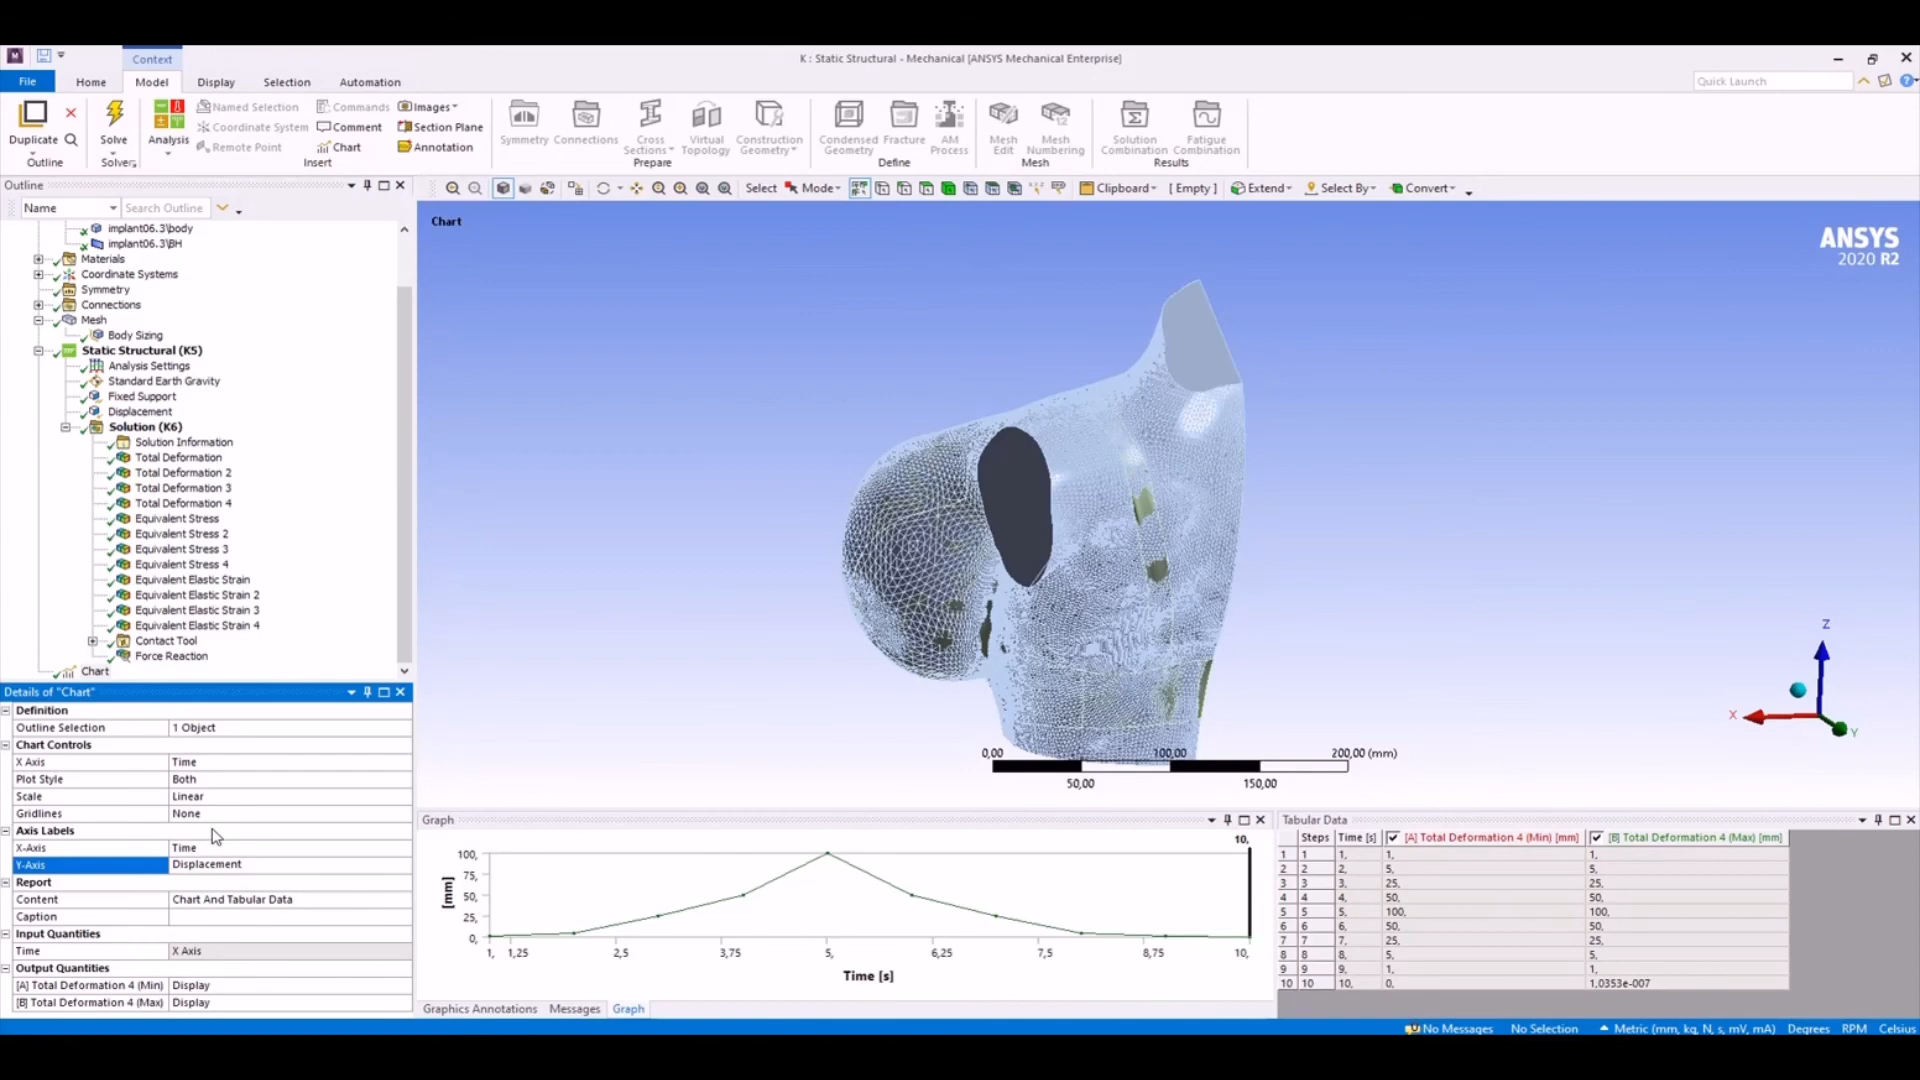 Context
K : Static Structural - Mechanical [ANSYS Mechanical Enterprise]
File Home Model Display Selection Automation
Quick Launch
Duplicate
Outline
Solve
Solver
Analysis
Named Selection
Coordinate System
Remote Point
Commands
Comment
Chart
Images
Section Plane
Annotation
Insert
Symmetry
Connections
Cross Sections
Virtual Topology
Construction Geometry
Prepare
Condensed Geometry
Fracture
AM Process
Define
Mesh Edit
Mesh Numbering
Mesh
Solution Combination
Fatigue Combination
Results
Outline
Name Search Outline
Select Mode Clipboard [ Empty ] Extend Select By Convert
implant06.3\body
implant06.3\BH
Materials
Coordinate Systems
Symmetry
Connections
Mesh
Body Sizing
Static Structural (K5)
Analysis Settings
Standard Earth Gravity
Fixed Support
Displacement
Solution (K6)
Solution Information
Total Deformation
Total Deformation 2
Total Deformation 3
Total Deformation 4
Equivalent Stress
Equivalent Stress 2
Equivalent Stress 3
Equivalent Stress 4
Equivalent Elastic Strain
Equivalent Elastic Strain 2
Equivalent Elastic Strain 3
Equivalent Elastic Strain 4
Contact Tool
Force Reaction
Chart
Details of "Chart"
Definition
Outline Selection 1 Object
Chart Controls
X Axis Time
Plot Style Both
Scale Linear
Gridlines None
Axis Labels
X-Axis Time
Y-Axis Displacement
Report
Content Chart And Tabular Data
Caption
Input Quantities
Time X Axis
Output Quantities
[A] Total Deformation 4 (Min) Display
[B] Total Deformation 4 (Max) Display
Chart
ANSYS
2020 R2
Z
X
Y
0,00 100,00 200,00 (mm)
50,00 150,00
Graph
10,
100,
75,
50,
25,
0,
[mm]
1, 1,25 2,5 3,75 5, 6,25 7,5 8,75 10,
Time [s]
Graphics Annotations Messages Graph
Tabular Data
Steps Time [s] [A] Total Deformation 4 (Min) [mm] [B] Total Deformation 4 (Max) [mm]
1 1 1, 1, 1,
2 2 2, 5, 5,
3 3 3, 25, 25,
4 4 4, 50, 50,
5 5 5, 100, 100,
6 6 6, 50, 50,
7 7 7, 25, 25,
8 8 8, 5, 5,
9 9 9, 1, 1,
10 10 10, 0, 1,0353e-007
No Messages No Selection Metric (mm, kg, N, s, mV, mA) Degrees RPM Celsius